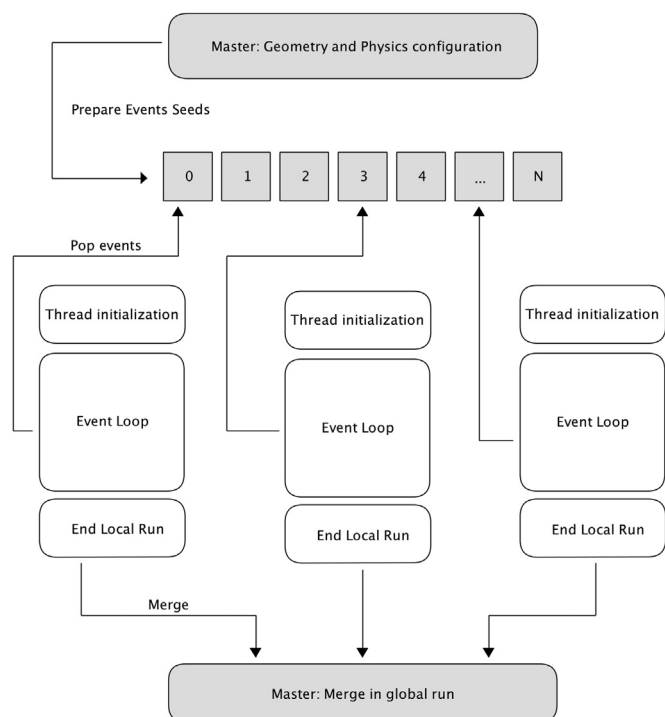 Master: Geometry and Physics configuration
Prepare Events Seeds
0 1 2 3 4 ... N
Pop events
Thread initialization
Thread initialization
Thread initialization
Event Loop
Event Loop
Event Loop
End Local Run
End Local Run
End Local Run
Merge
Master: Merge in global run